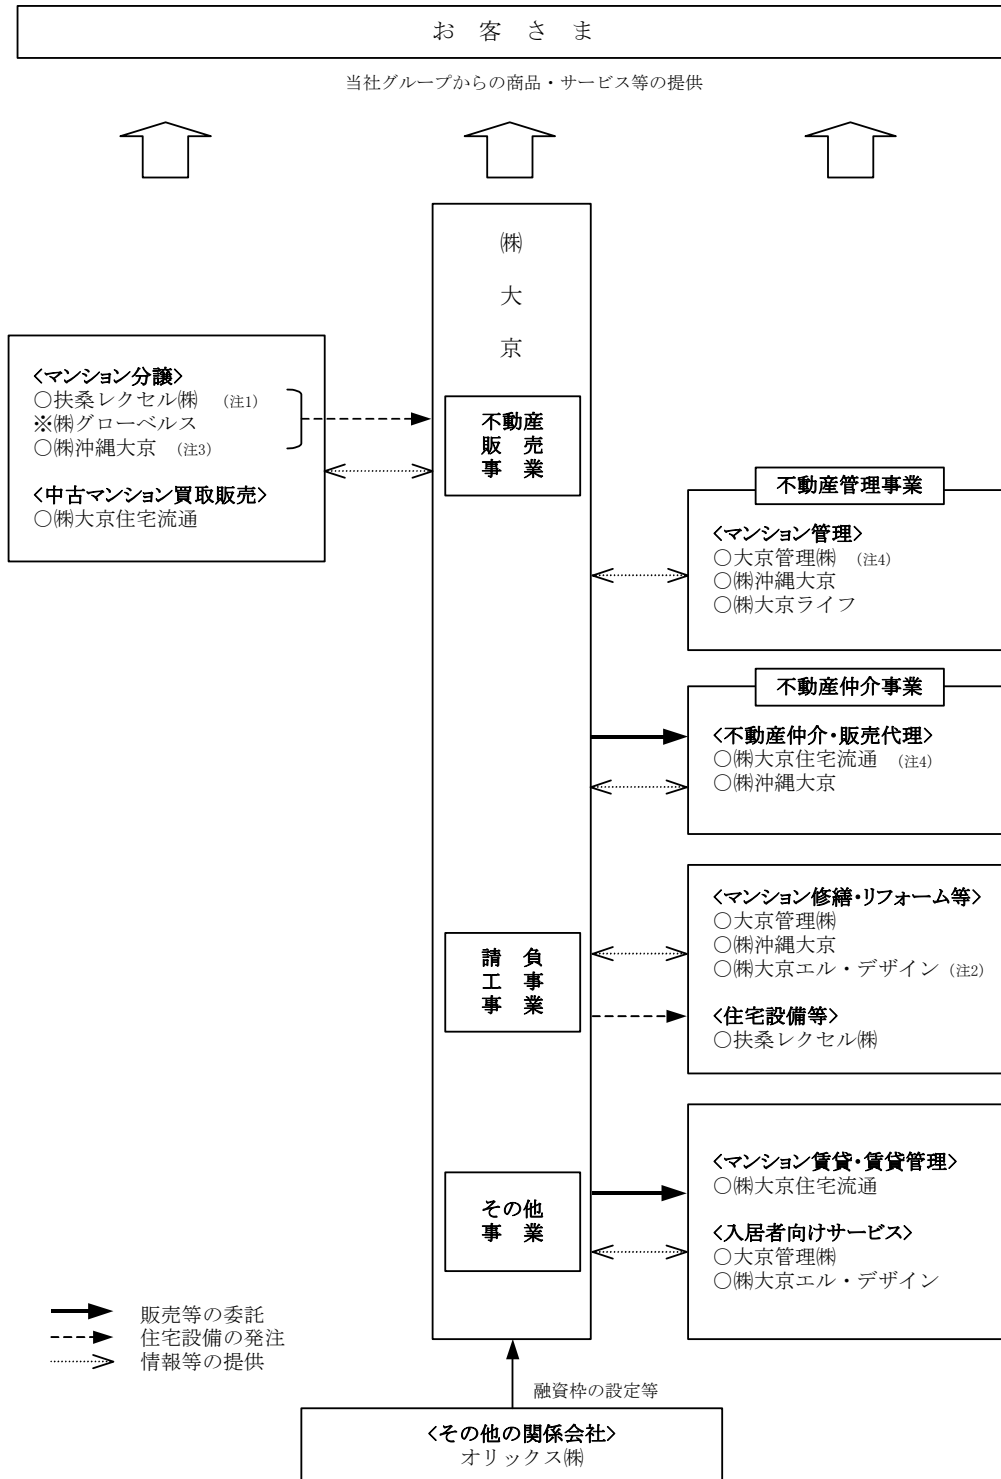 お客さま
当社グループからの商品・サービス等の提供
㈱
大
京
<マンション分譲>
○扶桑レクセル㈱ (注1)
※㈱グローベルス
○㈱沖縄大京 (注3)
<中古マンション買取販売>
○㈱大京住宅流通
不動産
販売
事業
不動産管理事業
<マンション管理>
○大京管理㈱ (注4)
○㈱沖縄大京
○㈱大京ライフ
不動産仲介事業
<不動産仲介・販売代理>
○㈱大京住宅流通 (注4)
○㈱沖縄大京
請負
工事
事業
<マンション修繕・リフォーム等>
○大京管理㈱
○㈱沖縄大京
○㈱大京エル・デザイン (注2)
<住宅設備等>
○扶桑レクセル㈱
その他
事業
<マンション賃貸・賃貸管理>
○㈱大京住宅流通
<入居者向けサービス>
○大京管理㈱
○㈱大京エル・デザイン
販売等の委託
住宅設備の発注
情報等の提供
融資枠の設定等
<その他の関係会社>
オリックス㈱